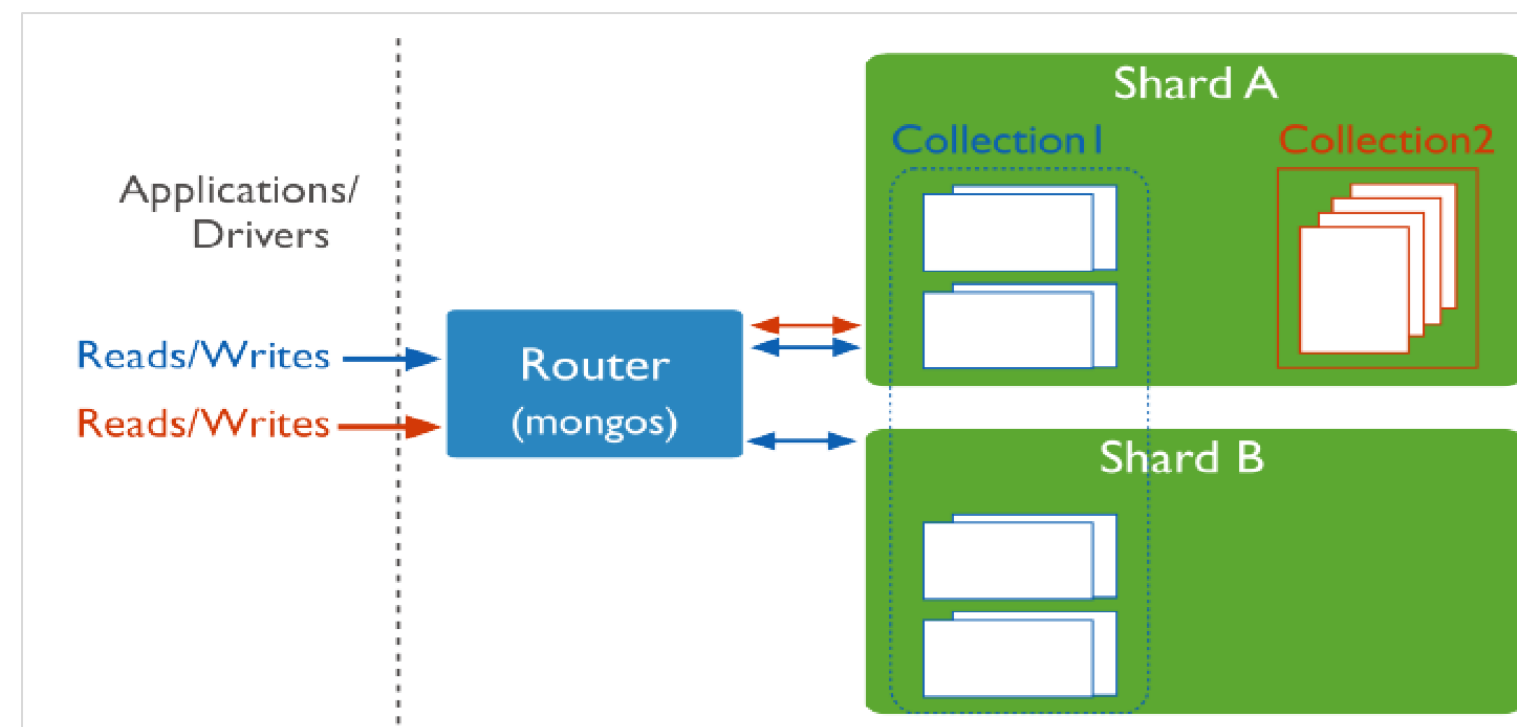 Applications/
Drivers
Reads/Writes
Reads/Writes
Router
(mongos)
Shard A
Collection1
Collection2
Shard B